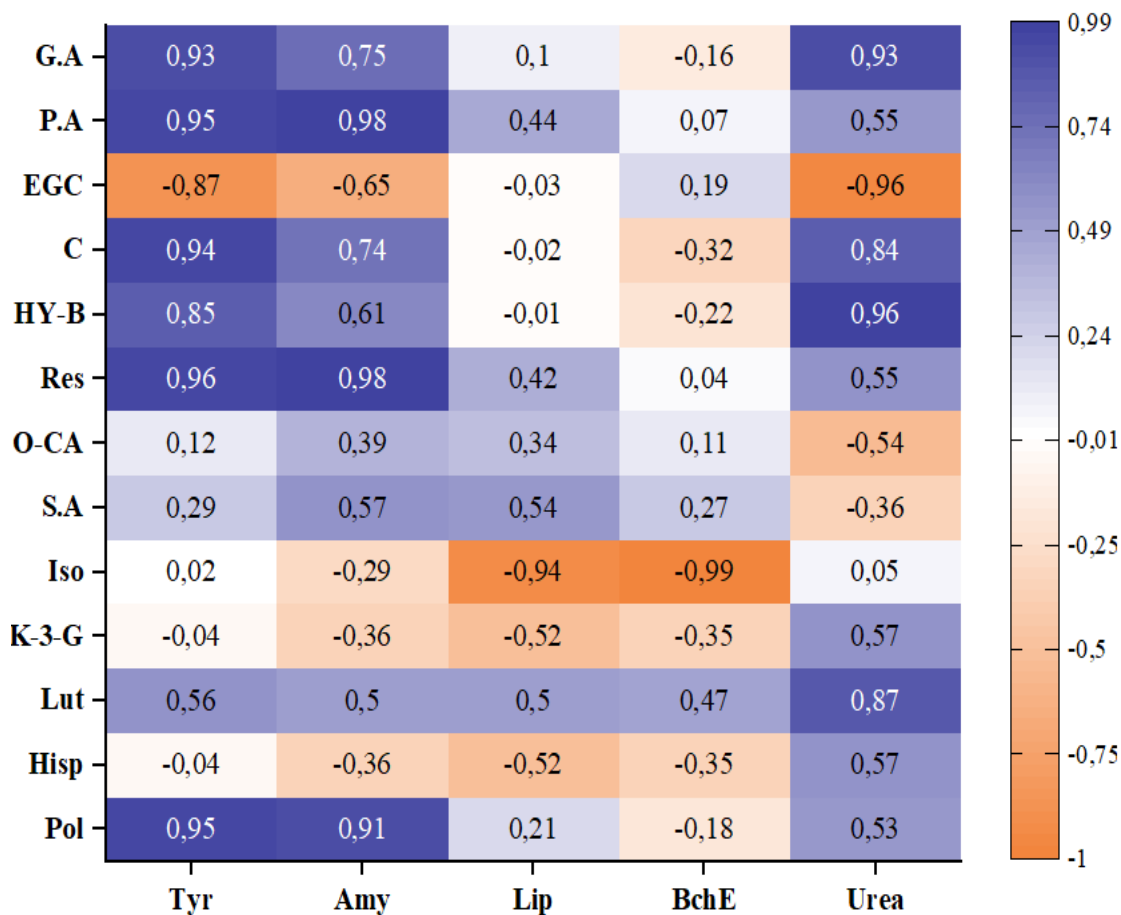 G.A 0,93 0,75 0,1 -0,16 0,93
P.A 0,95 0,98 0,44 0,07 0,55
EGC -0,87 -0,65 -0,03 0,19 -0,96
C 0,94 0,74 -0,02 -0,32 0,84
HY-B 0,85 0,61 -0,01 -0,22 0,96
Res 0,96 0,98 0,42 0,04 0,55
O-CA 0,12 0,39 0,34 0,11 -0,54
S.A 0,29 0,57 0,54 0,27 -0,36
Iso 0,02 -0,29 -0,94 -0,99 0,05
K-3-G -0,04 -0,36 -0,52 -0,35 0,57
Lut 0,56 0,5 0,5 0,47 0,87
Hisp -0,04 -0,36 -0,52 -0,35 0,57
Pol 0,95 0,91 0,21 -0,18 0,53
Tyr Amy Lip BchE Urea
0,99
0,74
0,49
0,24
-0,01
-0,25
-0,5
-0,75
-1